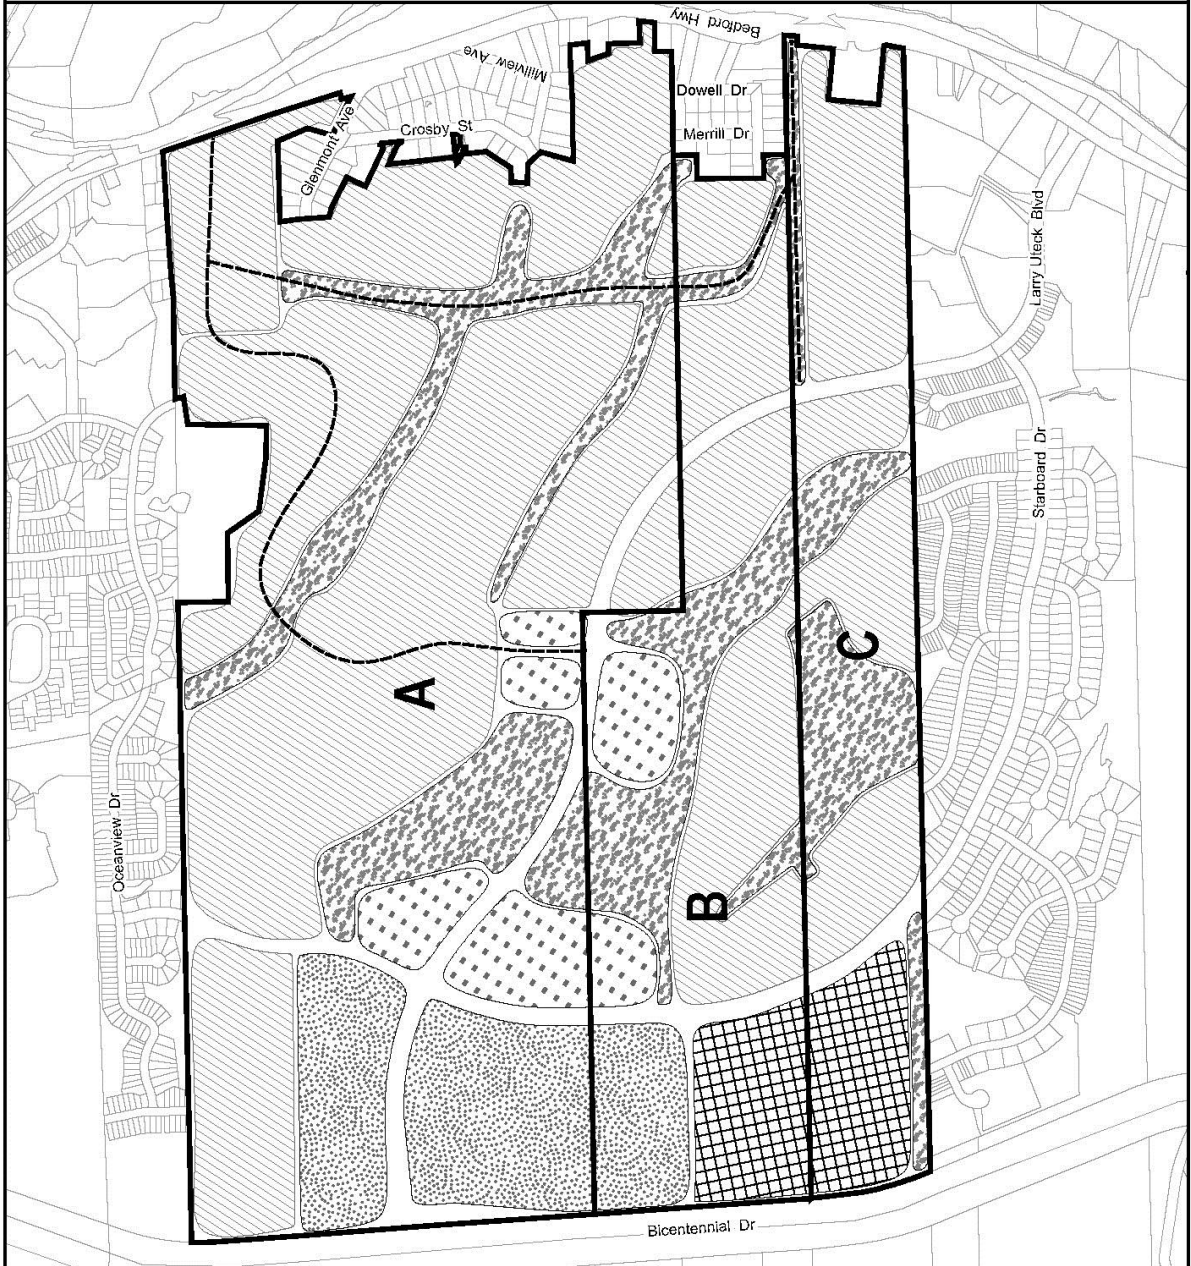 Bedford Hwy
Millview Ave
Dowell Dr
Glenmont Ave
Crosby St
Merrill Dr
Larry Uteck Blvd
Starboard Dr
C
A
Oceanview Dr
B
Bicentennial Dr